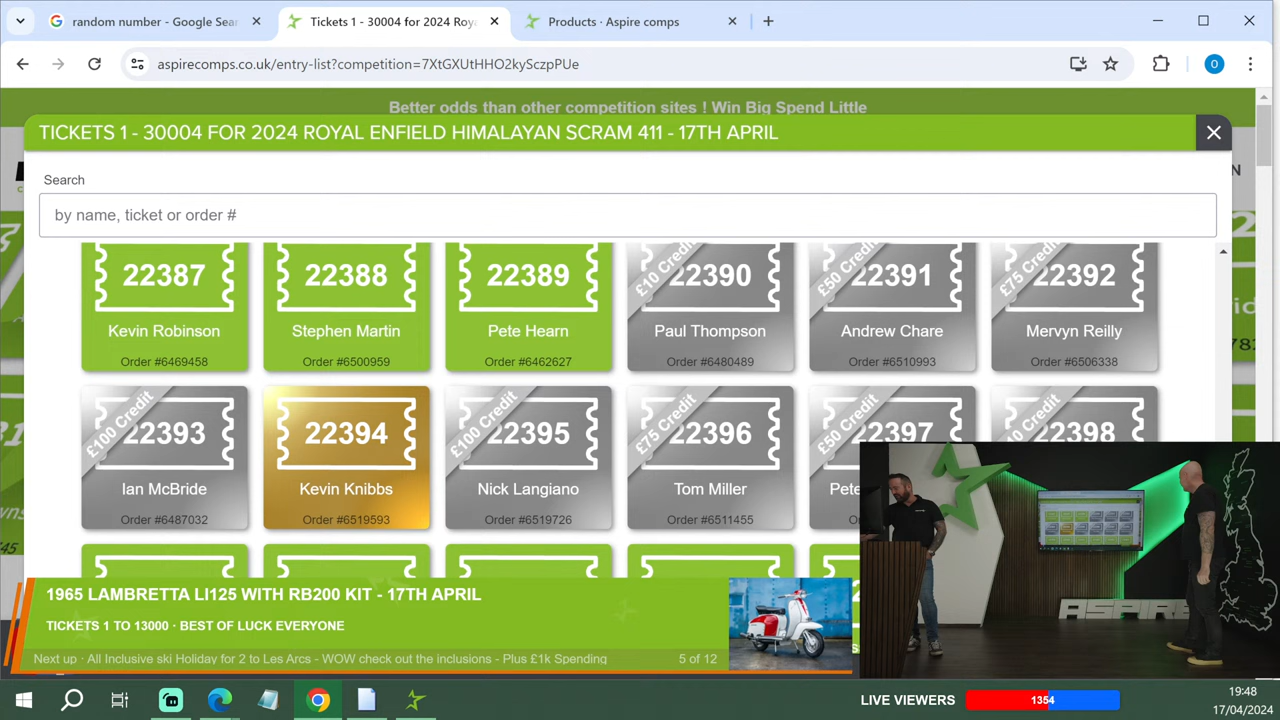 random number - Google Sear
Tickets 1 - 30004 for 2024 Roya
Products · Aspire comps
aspirecomps.co.uk/entry-list?competition=7XtGXUtHHO2kySczpPUe
O
Better odds than other competition sites ! Win Big Spend Little
TICKETS 1 - 30004 FOR 2024 ROYAL ENFIELD HIMALAYAN SCRAM 411 - 17TH APRIL
Search
by name, ticket or order #
22387 22388 22389 £10 Credit 22390 £50 Credit 22391 £75 Credit 22392
Kevin Robinson Stephen Martin Pete Hearn Paul Thompson Andrew Chare Mervyn Reilly
Order #6469458 Order #6500959 Order #6462627 Order #6480489 Order #6510993 Order #6506338
£100 Credit 22393 22394 £100 Credit 22395 £75 Credit 22396 £50 Credit 22397 £10 Credit 22398
Ian McBride Kevin Knibbs Nick Langiano Tom Miller Pete
Order #6487032 Order #6519593 Order #6519726 Order #6511455
1965 LAMBRETTA LI125 WITH RB200 KIT - 17TH APRIL
TICKETS 1 TO 13000 · BEST OF LUCK EVERYONE
Next up · All Inclusive ski Holiday for 2 to Les Arcs - WOW check out the inclusions - Plus £1k Spending 5 of 12
ASPIRE
LIVE VIEWERS 1354
19:48
17/04/2024